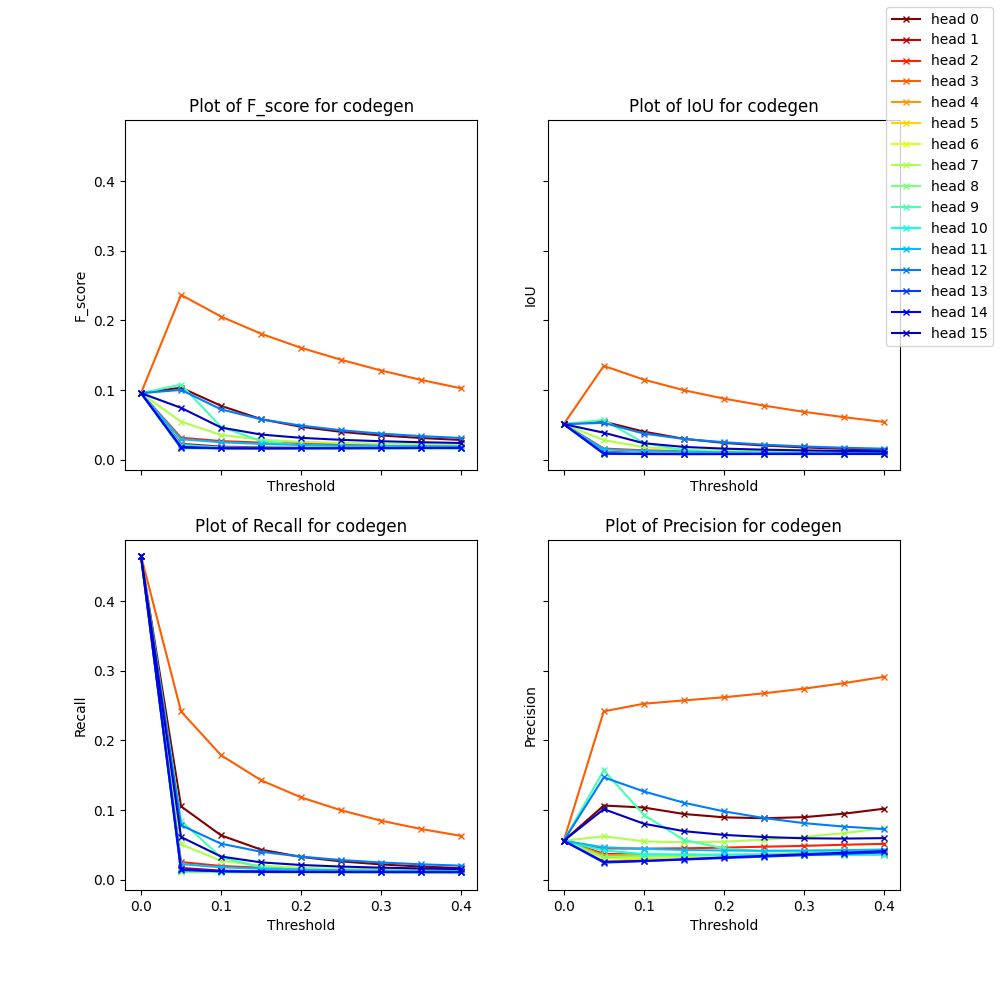 Plot of F_score for codegen
F_score
0.4
0.3
0.2
0.1
0.0
Threshold
Plot of IoU for codegen
IoU
Threshold
head 0
head 1
head 2
head 3
head 4
head 5
head 6
head 7
head 8
head 9
head 10
head 11
head 12
head 13
head 14
head 15
Plot of Recall for codegen
Recall
0.4
0.3
0.2
0.1
0.0
0.0 0.1 0.2 0.3 0.4
Threshold
Plot of Precision for codegen
Precision
0.0 0.1 0.2 0.3 0.4
Threshold